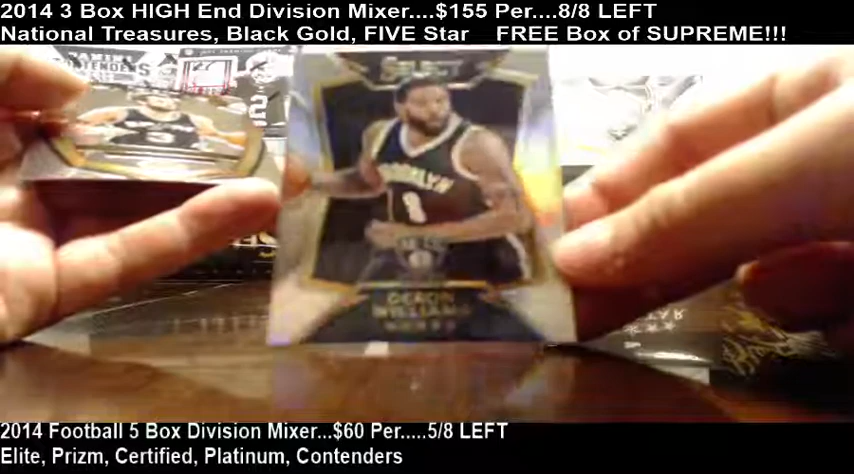 2014 3 Box HIGH End Division Mixer....$155 Per....8/8 LEFT
National Treasures, Black Gold, FIVE Star FREE Box of SUPREME!!!
SELECT
BROOKLYN
8
DERON
WILLIAMS
2014 Football 5 Box Division Mixer...$60 Per.....5/8 LEFT
Elite, Prizm, Certified, Platinum, Contenders